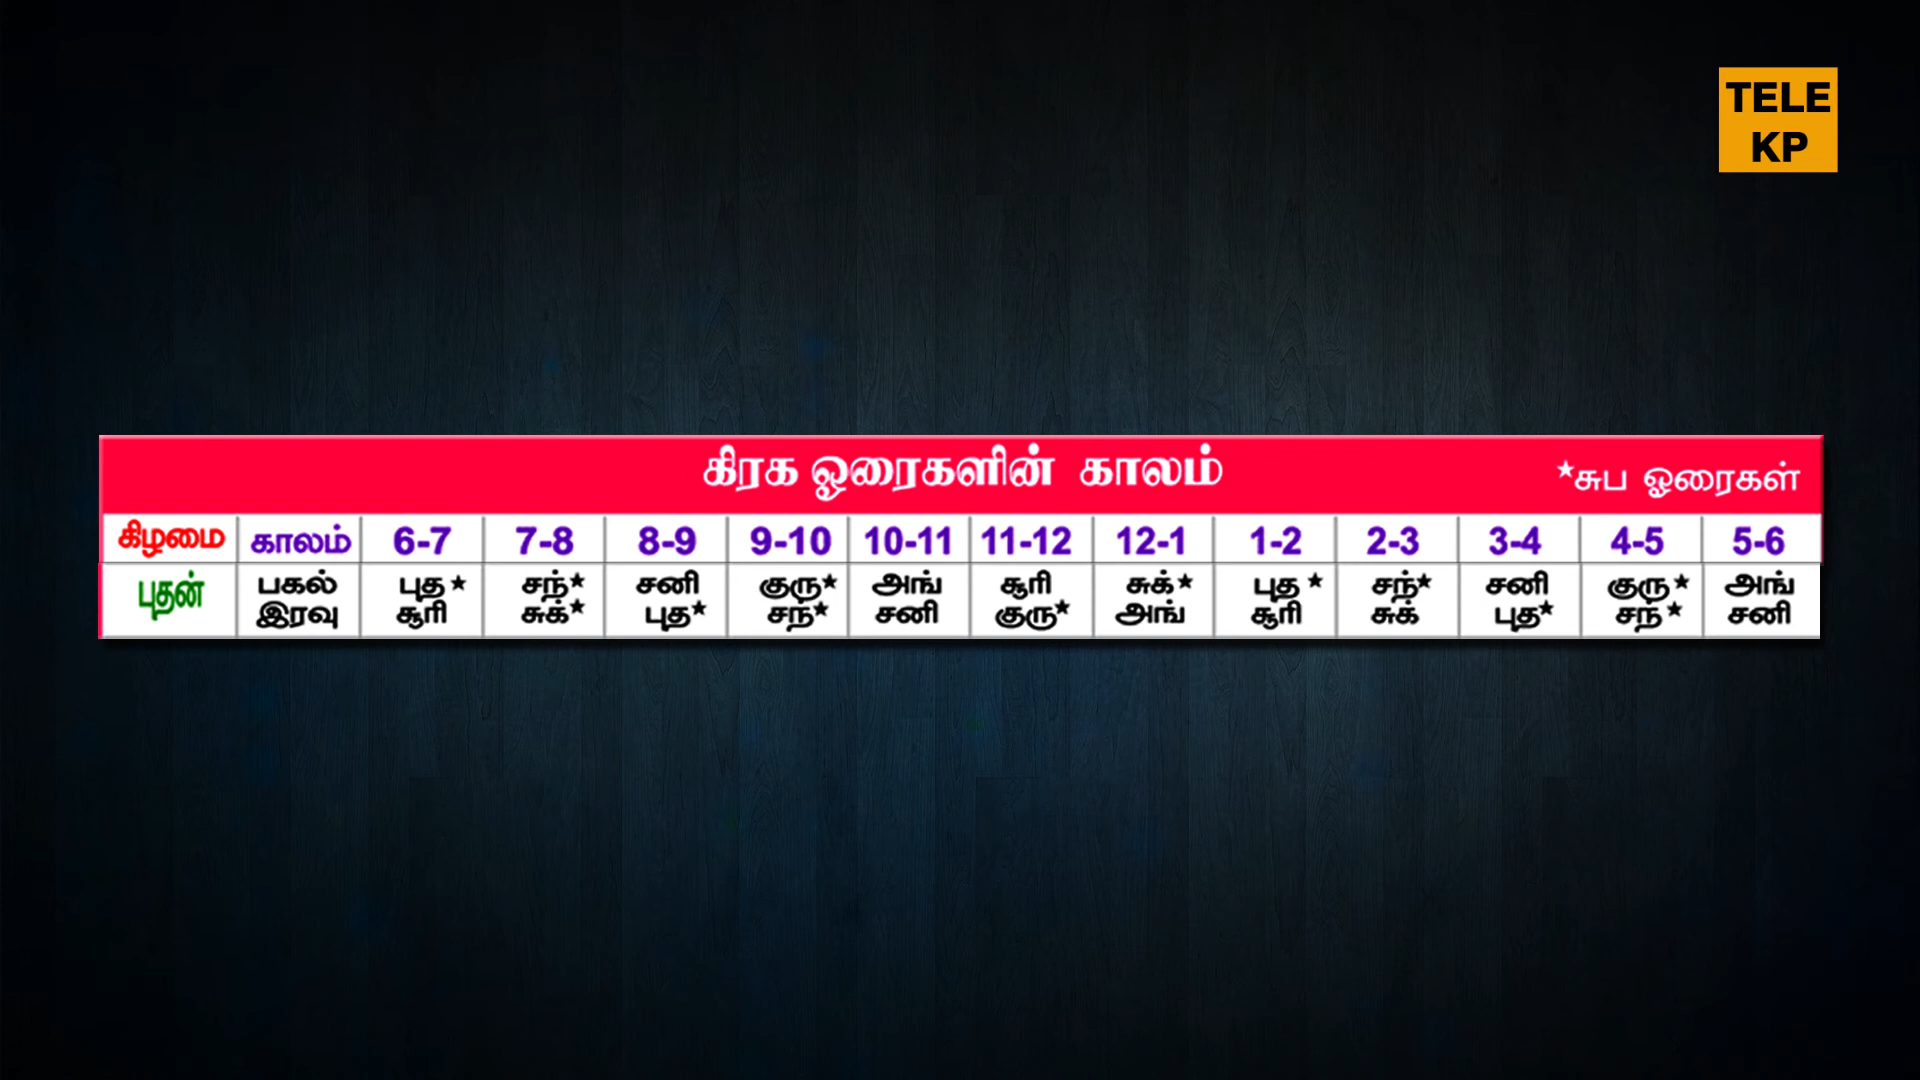 TELE
KP
கிரக ஓரைகளின் காலம் *சுப ஓரைகள்
கிழமை காலம் 6-7 7-8 8-9 9-10 10-11 11-12 12-1 1-2 2-3 3-4 4-5 5-6
புதன் பகல் புத* சந்* சனி குரு* அங் சூரி சுக்* புத* சந்* சனி குரு* அங்
இரவு சூரி சுக்* புத* சந்* சனி குரு* அங் சூரி சுக் புத* சந்* சனி